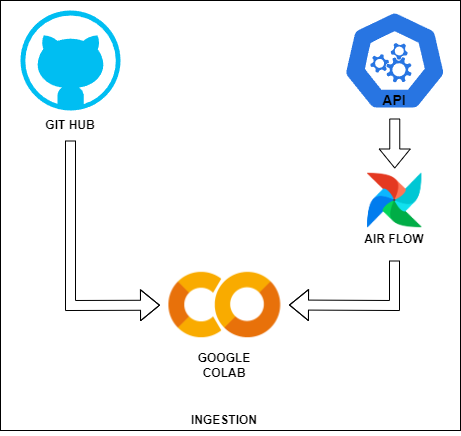 API
GIT HUB
AIR FLOW
GOOGLE
COLAB
INGESTION